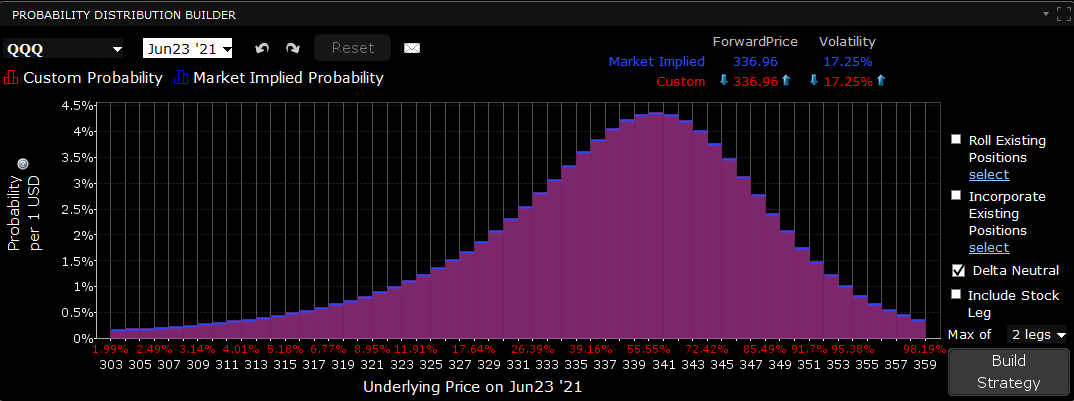 PROBABILITY DISTRIBUTION BUILDER
QQQ Jun23 '21 Reset
ForwardPrice Volatility
Market Implied 336.96 17.25%
Custom 336.96 17.25%
Custom Probability Market Implied Probability
4.5%
4%
3.5%
3%
2.5%
2%
1.5%
1%
0.5%
0%
Probability
per 1 USD
1.99% 2.49% 3.14% 4.01% 5.18% 6.77% 8.95% 11.91% 17.64% 26.39% 39.16% 55.55% 72.42% 85.49% 91.7% 95.38% 98.19%
303 305 307 309 311 313 315 317 319 321 323 325 327 329 331 333 335 337 339 341 343 345 347 349 351 353 355 357 359
Underlying Price on Jun23 '21
Roll Existing
Positions
select
Incorporate
Existing
Positions
select
Delta Neutral
Include Stock
Leg
Max of 2 legs
Build
Strategy